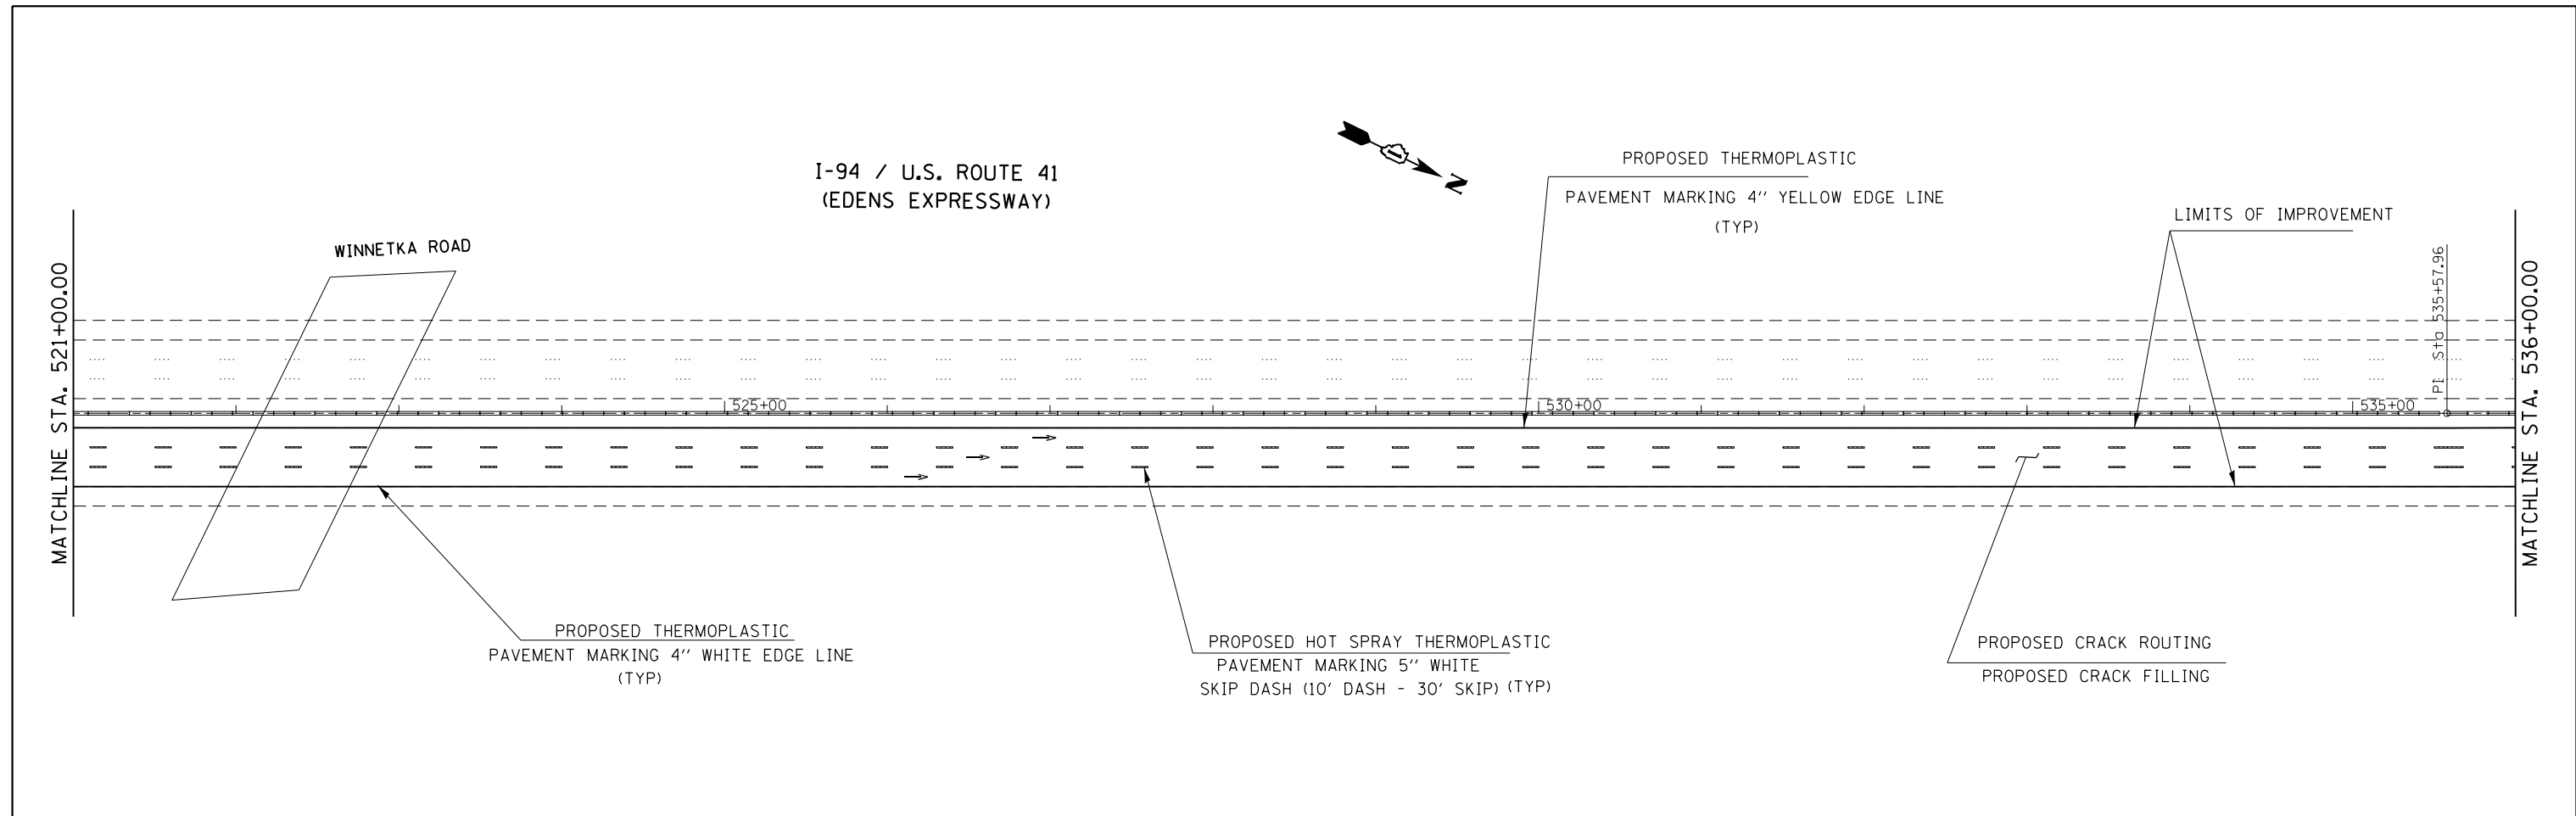 I-94 / U.S. ROUTE 41
(EDENS EXPRESSWAY)
N
PROPOSED THERMOPLASTIC
PAVEMENT MARKING 4'' YELLOW EDGE LINE
(TYP)
LIMITS OF IMPROVEMENT
WINNETKA ROAD
MATCHLINE STA. 521+00.00
525+00
530+00
535+00
PI Sta 535+57.96
MATCHLINE STA. 536+00.00
PROPOSED THERMOPLASTIC
PAVEMENT MARKING 4'' WHITE EDGE LINE
(TYP)
PROPOSED HOT SPRAY THERMOPLASTIC
PAVEMENT MARKING 5'' WHITE
SKIP DASH (10' DASH - 30' SKIP) (TYP)
PROPOSED CRACK ROUTING
PROPOSED CRACK FILLING